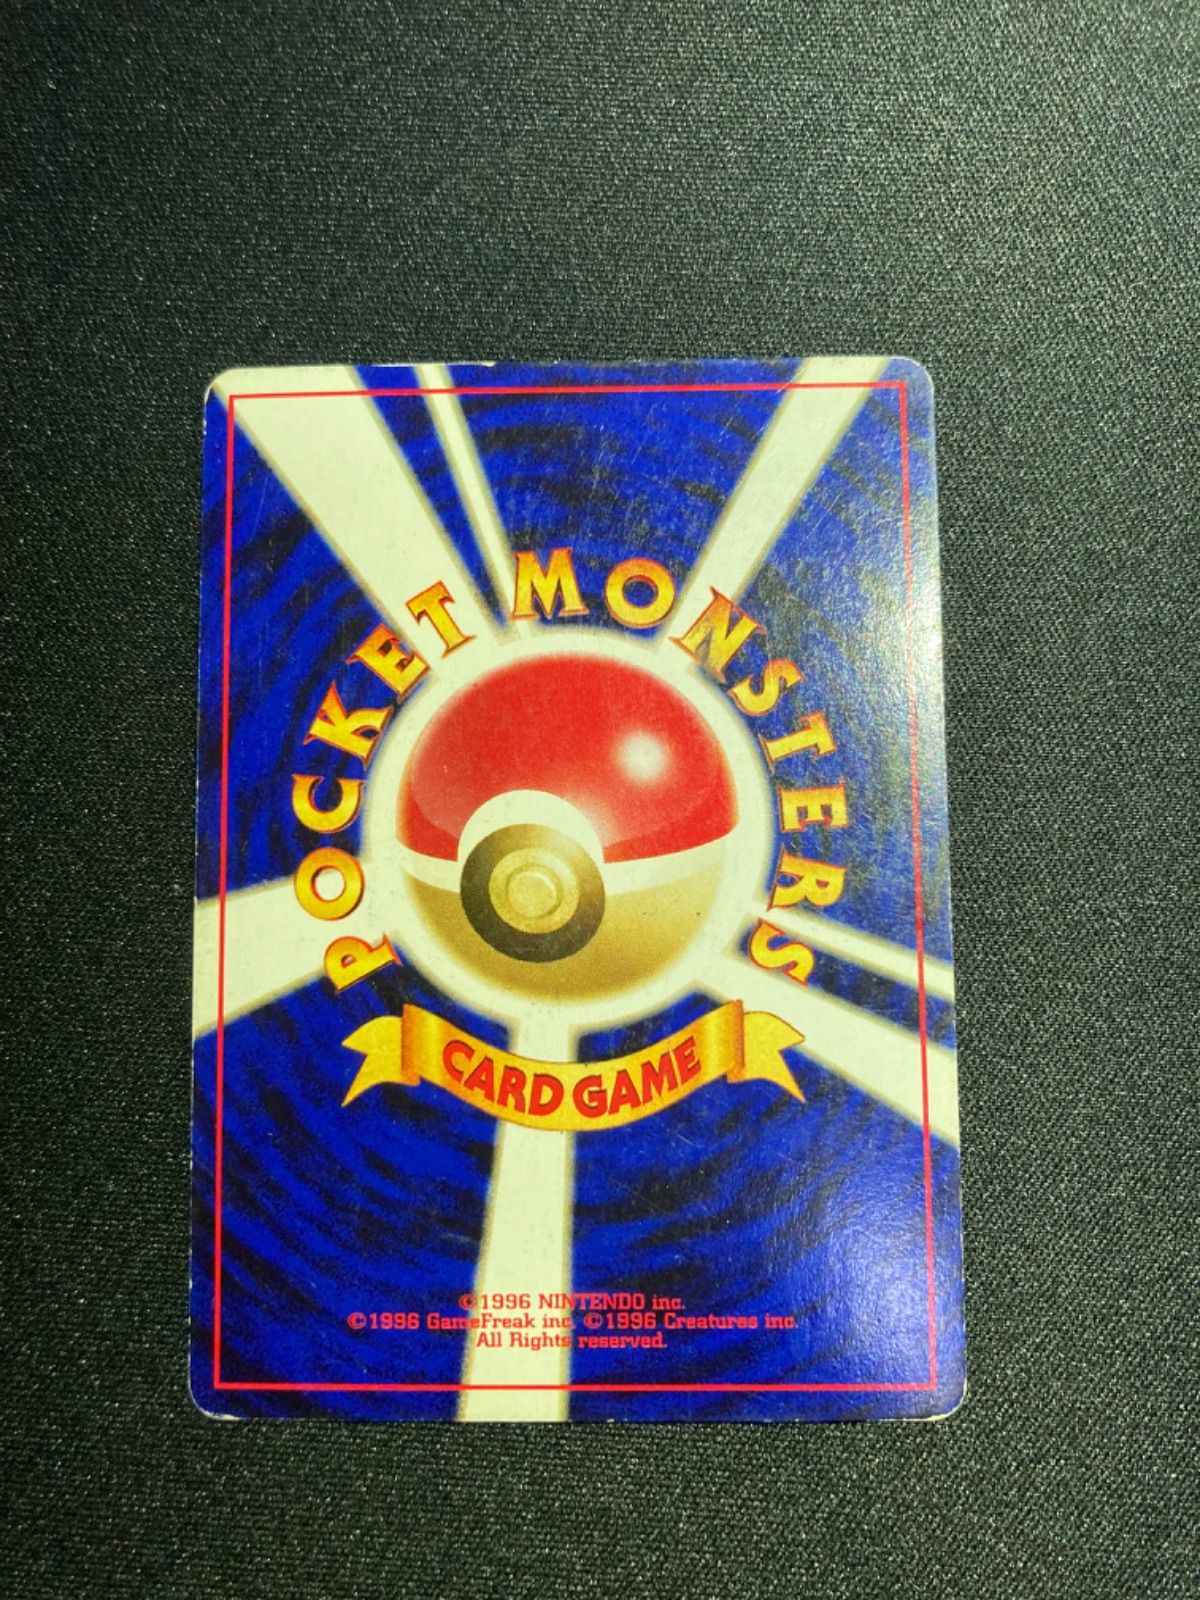 POCKET MONSTERS
CARD GAME
©1996 NINTENDO inc.
©1996 GameFreak inc. ©1996 Creatures inc.
All Rights reserved.